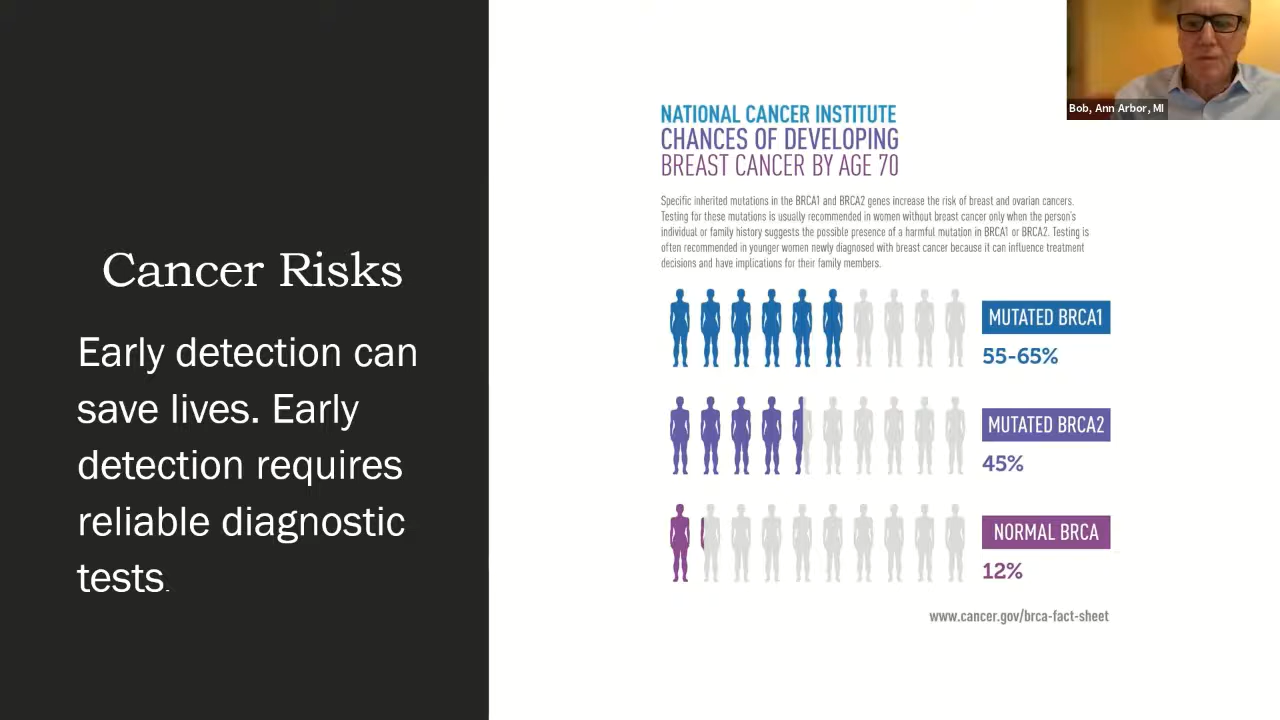 Cancer Risks
Early detection can
save lives. Early
detection requires
reliable diagnostic
tests.
NATIONAL CANCER INSTITUTE
CHANCES OF DEVELOPING
BREAST CANCER BY AGE 70
Specific inherited mutations in the BRCA1 and BRCA2 genes increase the risk of breast and ovarian cancers.
Testing for these mutations is usually recommended in women without breast cancer only when the person's
individual or family history suggests the possible presence of a harmful mutation in BRCA1 or BRCA2. Testing is
often recommended in younger women newly diagnosed with breast cancer because it can influence treatment
decisions and have implications for their family members.
MUTATED BRCA1
55-65%
MUTATED BRCA2
45%
NORMAL BRCA
12%
www.cancer.gov/brca-fact-sheet
Bob, Ann Arbor, MI